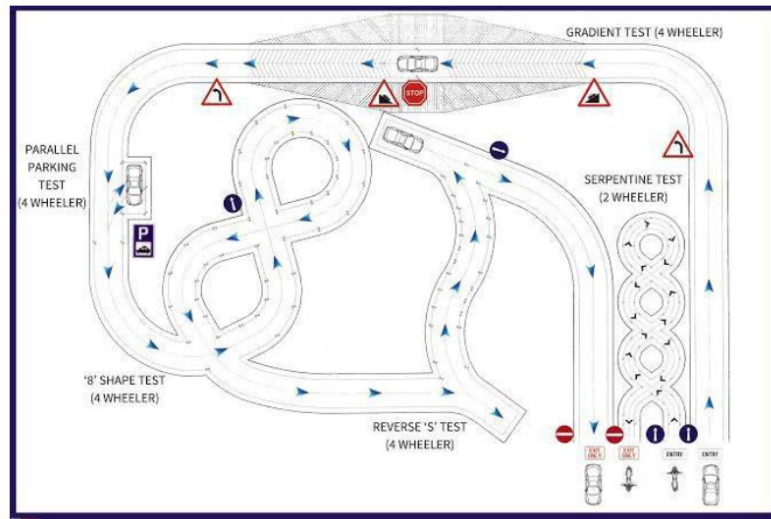 GRADIENT TEST (4 WHEELER)
STOP
PARALLEL
PARKING
TEST
(4 WHEELER)
SERPENTINE TEST
(2 WHEELER)
P
'8' SHAPE TEST
(4 WHEELER)
REVERSE 'S' TEST
(4 WHEELER)
EXIT
ONLY
EXIT
ONLY
ENTRY
ENTRY